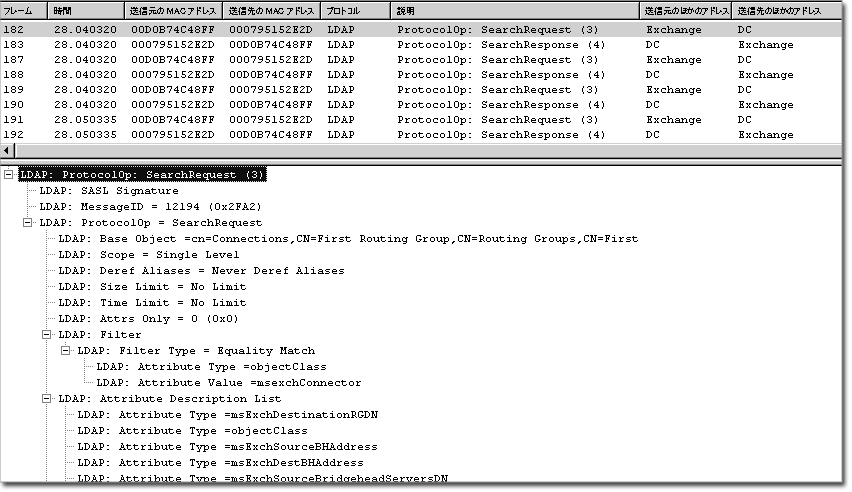 フレーム 時間 送信元の MAC アドレス 送信先の MAC アドレス プロトコル 説明 送信元のほかのアドレス 送信先のほかのアドレス
182 28.040320 00D0B74C48FF 000795152E2D LDAP ProtocolOp: SearchRequest (3) Exchange DC
183 28.040320 000795152E2D 00D0B74C48FF LDAP ProtocolOp: SearchResponse (4) DC Exchange
187 28.040320 00D0B74C48FF 000795152E2D LDAP ProtocolOp: SearchRequest (3) Exchange DC
188 28.040320 000795152E2D 00D0B74C48FF LDAP ProtocolOp: SearchResponse (4) DC Exchange
189 28.040320 00D0B74C48FF 000795152E2D LDAP ProtocolOp: SearchRequest (3) Exchange DC
190 28.040320 000795152E2D 00D0B74C48FF LDAP ProtocolOp: SearchResponse (4) DC Exchange
191 28.050335 00D0B74C48FF 000795152E2D LDAP ProtocolOp: SearchRequest (3) Exchange DC
192 28.050335 000795152E2D 00D0B74C48FF LDAP ProtocolOp: SearchResponse (4) DC Exchange
LDAP: ProtocolOp: SearchRequest (3)
LDAP: SASL Signature
LDAP: MessageID = 12194 (0x2FA2)
LDAP: ProtocolOp = SearchRequest
LDAP: Base Object =cn=Connections,CN=First Routing Group,CN=Routing Groups,CN=First
LDAP: Scope = Single Level
LDAP: Deref Aliases = Never Deref Aliases
LDAP: Size Limit = No Limit
LDAP: Time Limit = No Limit
LDAP: Attrs Only = 0 (0x0)
LDAP: Filter
LDAP: Filter Type = Equality Match
LDAP: Attribute Type =objectClass
LDAP: Attribute Value =msexchConnector
LDAP: Attribute Description List
LDAP: Attribute Type =msExchDestinationRGDN
LDAP: Attribute Type =objectClass
LDAP: Attribute Type =msExchSourceBHAddress
LDAP: Attribute Type =msExchDestBHAddress
LDAP: Attribute Type =msExchSourceBridgeheadServersDN